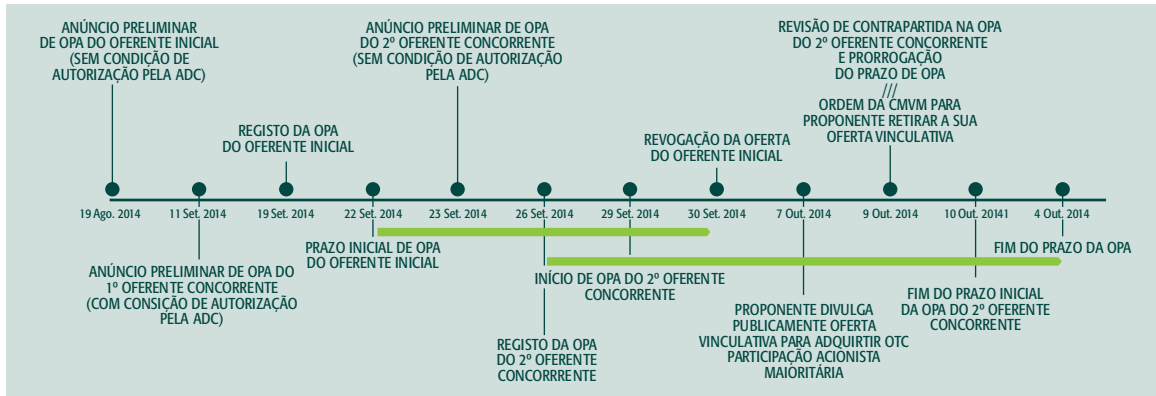 ANÚNCIO PRELIMINAR
DE OPA DO OFERENTE INICIAL
(SEM CONDIÇÃO DE
AUTORIZAÇÃO PELA ADC)
REGISTO DA OPA
DO OFERENTE INICIAL
ANÚNCIO PRELIMINAR DE OPA
DO 2º OFERENTE CONCORRENTE
(SEM CONDIÇÃO DE AUTORIZAÇÃO
PELA ADC)
REVOGAÇÃO DA OFERTA
DO OFERENTE INICIAL
REVISÃO DE CONTRAPARTIDA NA OPA
DO 2º OFERENTE CONCORRENTE
E PRORROGAÇÃO
DO PRAZO DE OPA
///
ORDEM DA CMVM PARA
PROPONENTE RETIRAR A SUA
OFERTA VINCULATIVA
19 Ago. 2014
11 Set. 2014
19 Set. 2014
22 Set. 2014
23 Set. 2014
26 Set. 2014
29 Set. 2014
30 Set. 2014
7 Out. 2014
9 Out. 2014
10 Out. 20141
4 Out. 2014
ANÚNCIO PRELIMINAR DE OPA DO
1º OFERENTE CONCORRENTE
(COM CONSIÇÃO DE AUTORIZAÇÃO
PELA ADC)
PRAZO INICIAL DE OPA
DO OFERENTE INICIAL
REGISTO DA OPA
DO 2º OFERENTE
CONCORRRENTE
INÍCIO DE OPA DO 2º OFERENTE
CONCORRENTE
PROPONENTE DIVULGA
PUBLICAMENTE OFERTA
VINCULATIVA PARA ADQUIRTIR OTC
PARTICIPAÇÃO ACIONISTA
MAIORITÁRIA
FIM DO PRAZO INICIAL
DA OPA DO 2º OFERENTE
CONCORRENTE
FIM DO PRAZO DA OPA